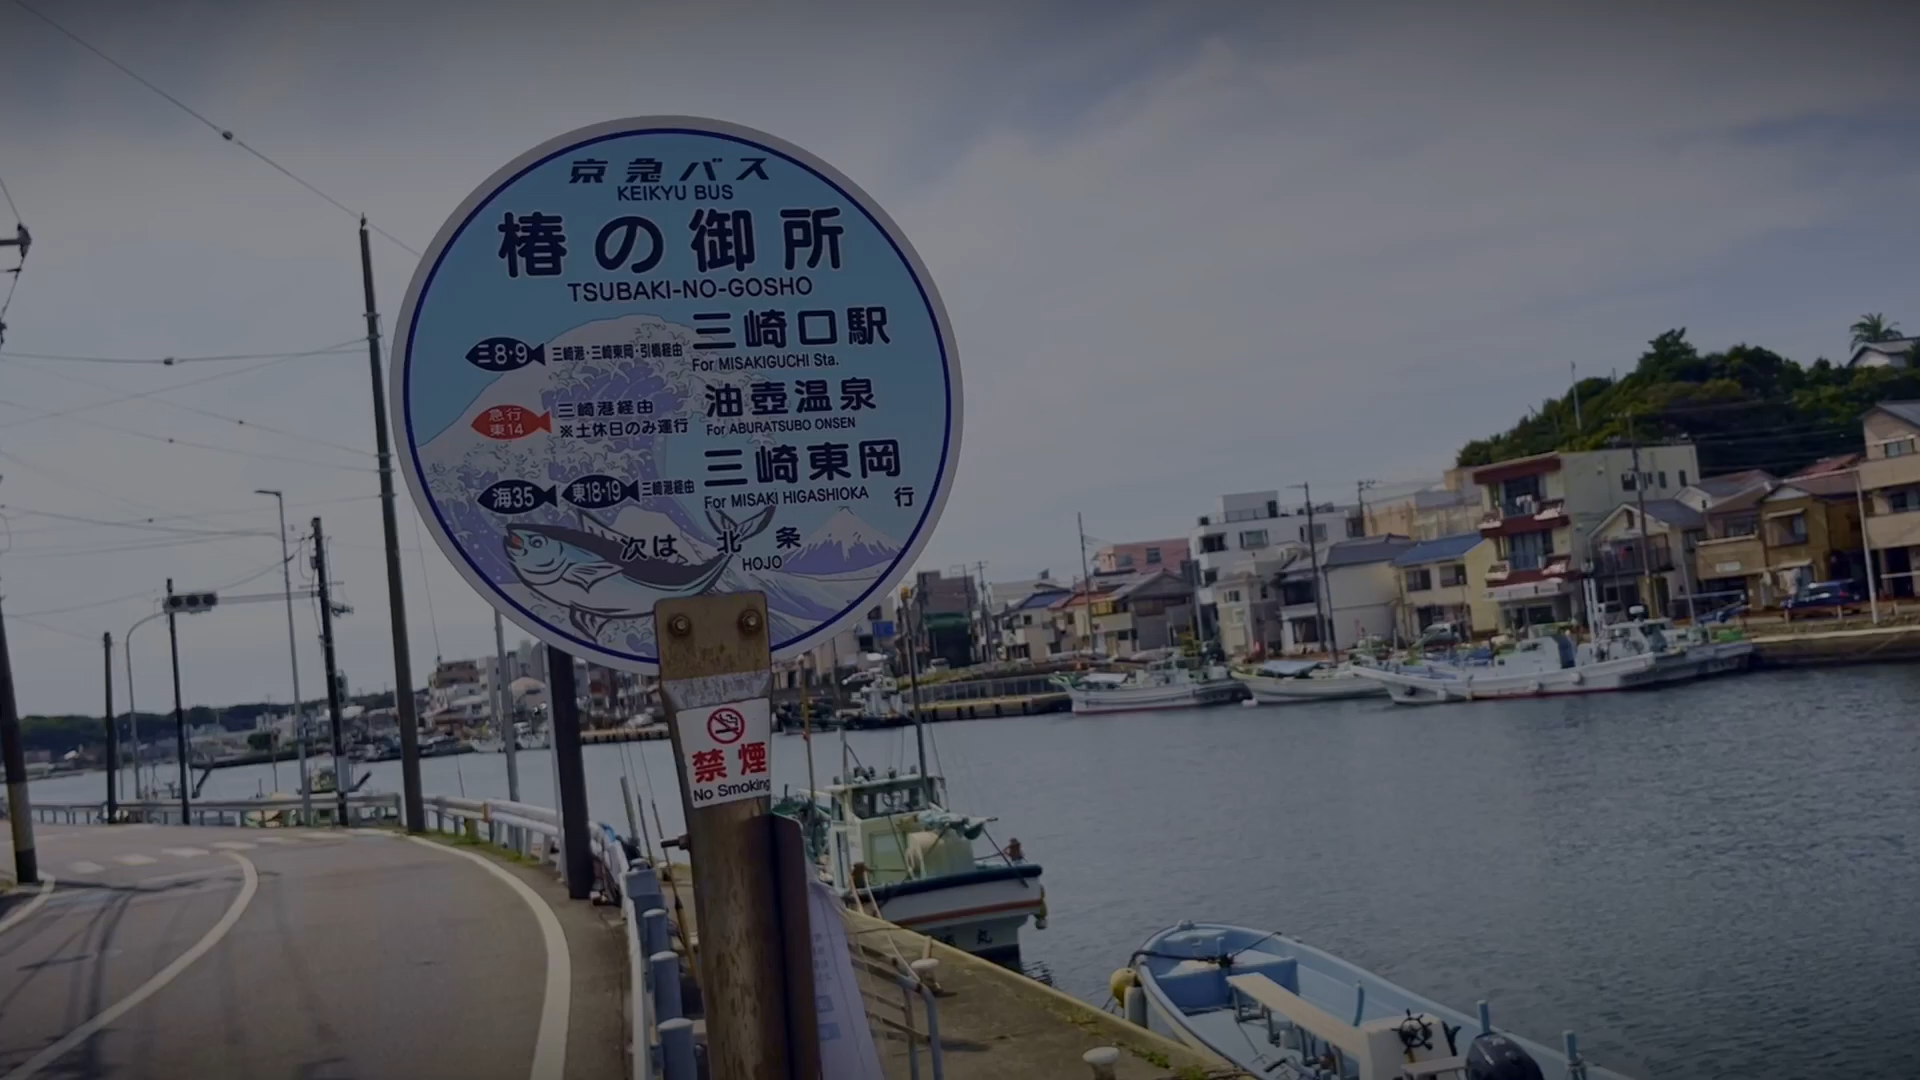 京急バス
KEIKYU BUS
椿の御所
TSUBAKI-NO-GOSHO
三8・9 三崎港・三崎東岡・引橋経由 三崎口駅
For MISAKIGUCHI Sta.
急行 東14 三崎港経由 油壺温泉
※土休日のみ運行 For ABURATSUBO ONSEN
海35 東18・19 三崎港経由 三崎東岡
For MISAKI HIGASHIOKA 行
次は 北条
HOJO
禁煙
No Smoking